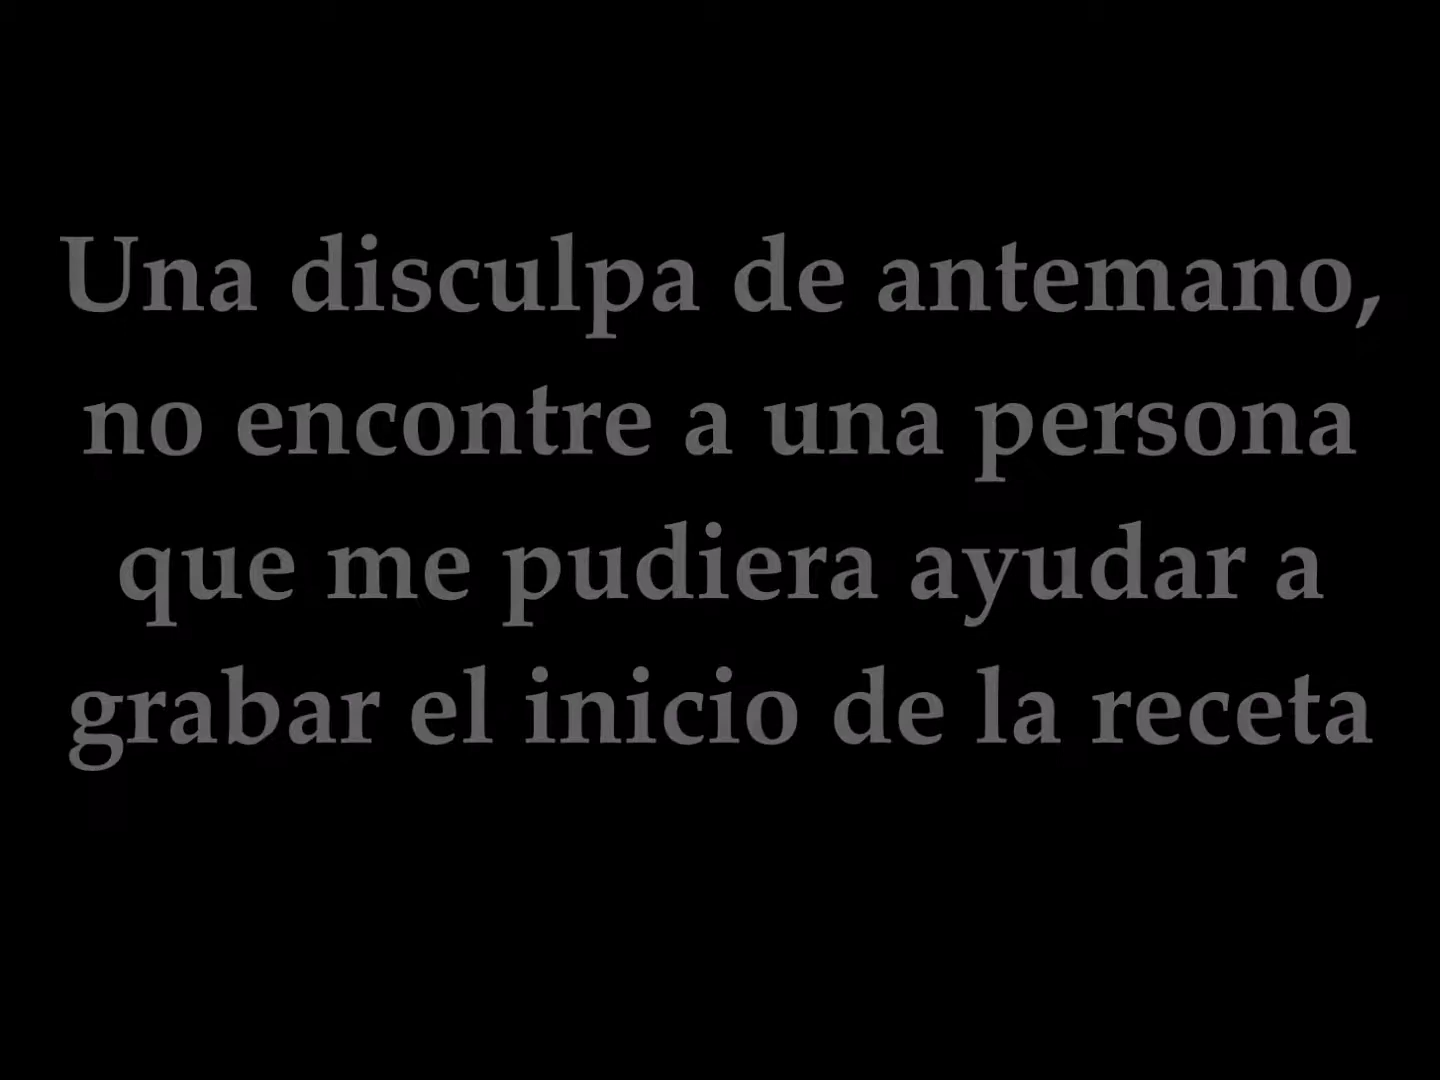 Una disculpa de antemano,
no encontre a una persona
que me pudiera ayudar a
grabar el inicio de la receta